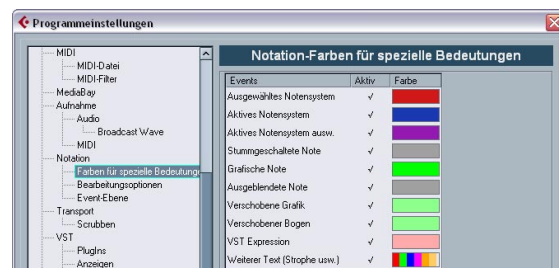 Programmeinstellungen
MIDI
MIDI-Datei
MIDI-Filter
MediaBay
Aufnahme
Audio
Broadcast Wave
MIDI
Notation
Farben für spezielle Bedeutunge
Bearbeitungsoptionen
Event-Ebene
Transport
Scrubben
VST
PlugIns
Anzeigen
Notation-Farben für spezielle Bedeutungen
Events Aktiv Farbe
Ausgewähltes Notensystem √
Aktives Notensystem √
Aktives Notensystem ausw. √
Stummgeschaltete Note √
Grafische Note √
Ausgeblendete Note √
Verschobene Grafik √
Verschobener Bogen √
VST Expression √
Weiterer Text (Strophe usw.) √